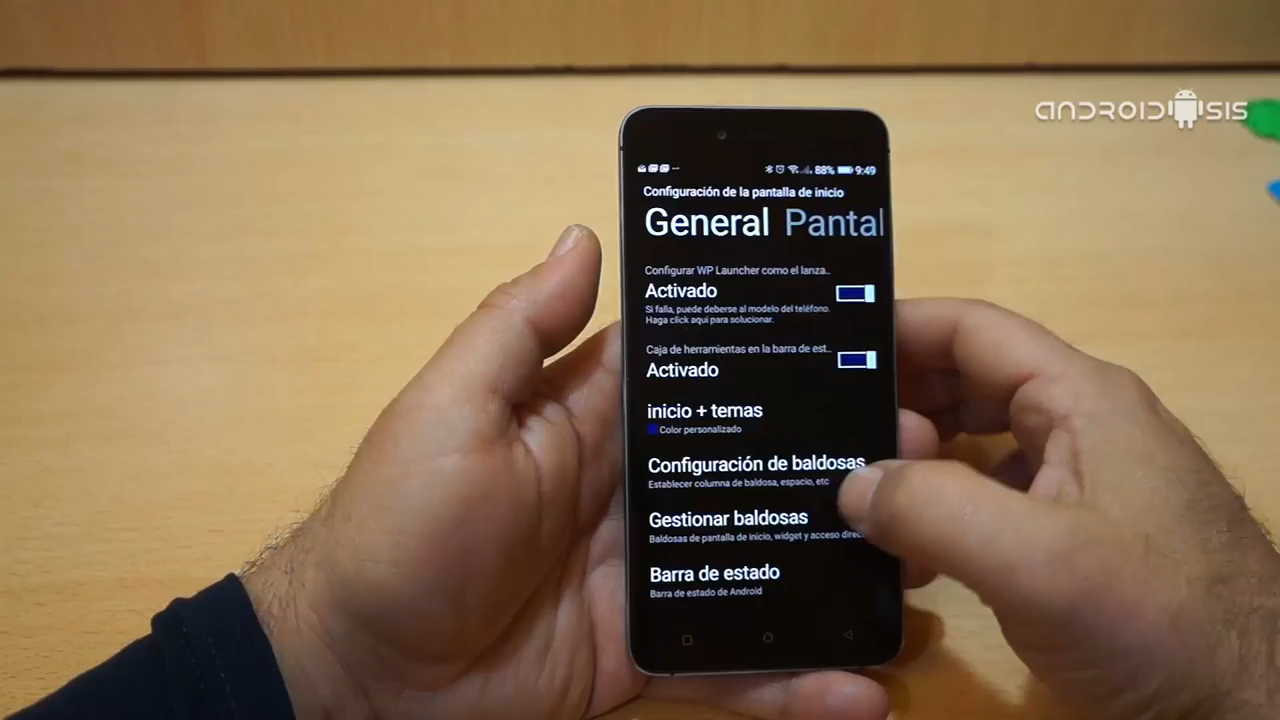 ANDROIDSIS
88% 9:49
Configuración de la pantalla de inicio
General Pantal
Configurar WP Launcher como el lanza..
Activado
Si falla, puede deberse al modelo del teléfono.
Haga click aquí para solucionar.
Caja de herramientas en la barra de est..
Activado
inicio + temas
Color personalizado
Configuración de baldosas
Establecer columna de baldosa, espacio, etc
Gestionar baldosas
Baldosas de pantalla de inicio, widget y acceso direc
Barra de estado
Barra de estado de Android